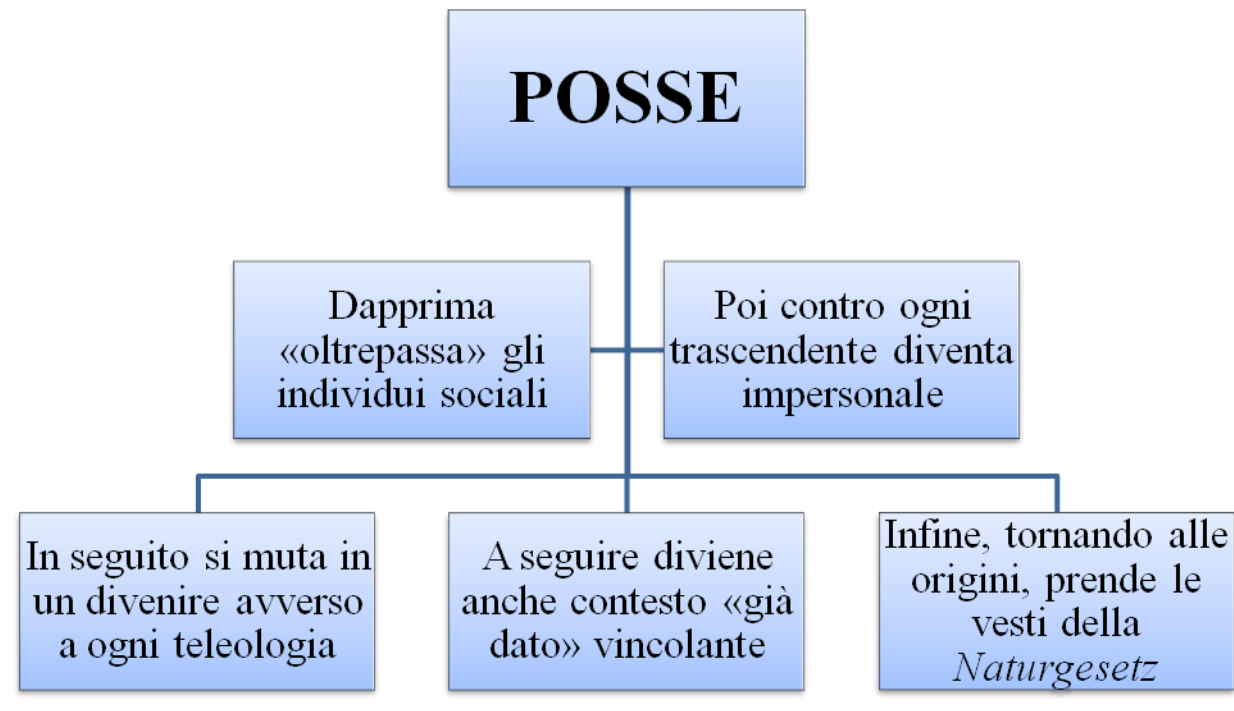 POSSE
Dapprima
«oltrepassa» gli
individui sociali
Poi contro ogni
trascendente diventa
impersonale
In seguito si muta in
un divenire avverso
a ogni teleologia
A seguire diviene
anche contesto «già
dato» vincolante
Infine, tornando alle
origini, prende le
vesti della
Naturgesetz